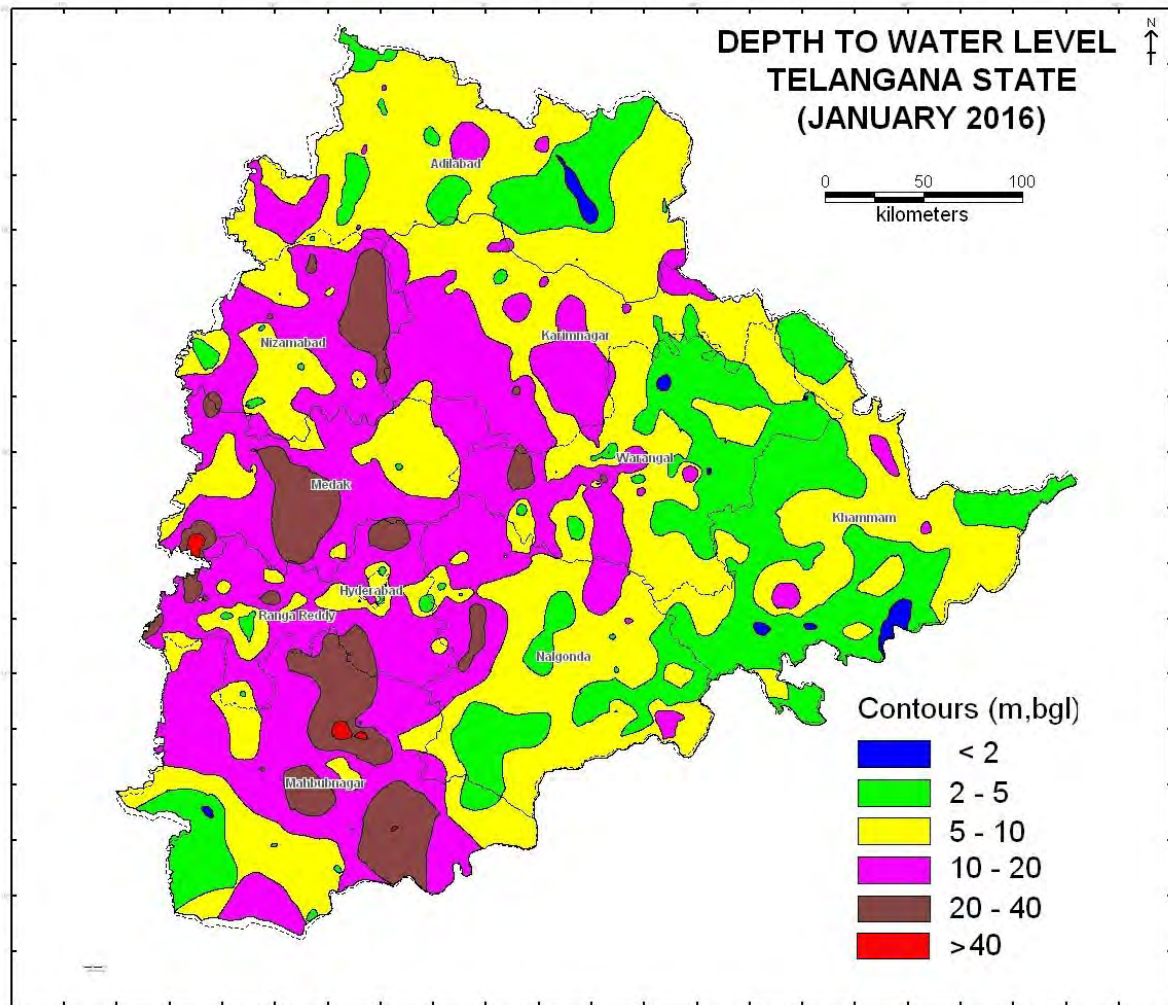 DEPTH TO WATER LEVEL
TELANGANA STATE
(JANUARY 2016)
N
0 50 100
kilometers
Adilabad
Nizamabad
Karimnagar
Warangal
Medak
Khammam
Hyderabad
Ranga Reddy
Nalgonda
Mahbubnagar
Contours (m,bgl)
< 2
2 - 5
5 - 10
10 - 20
20 - 40
>40